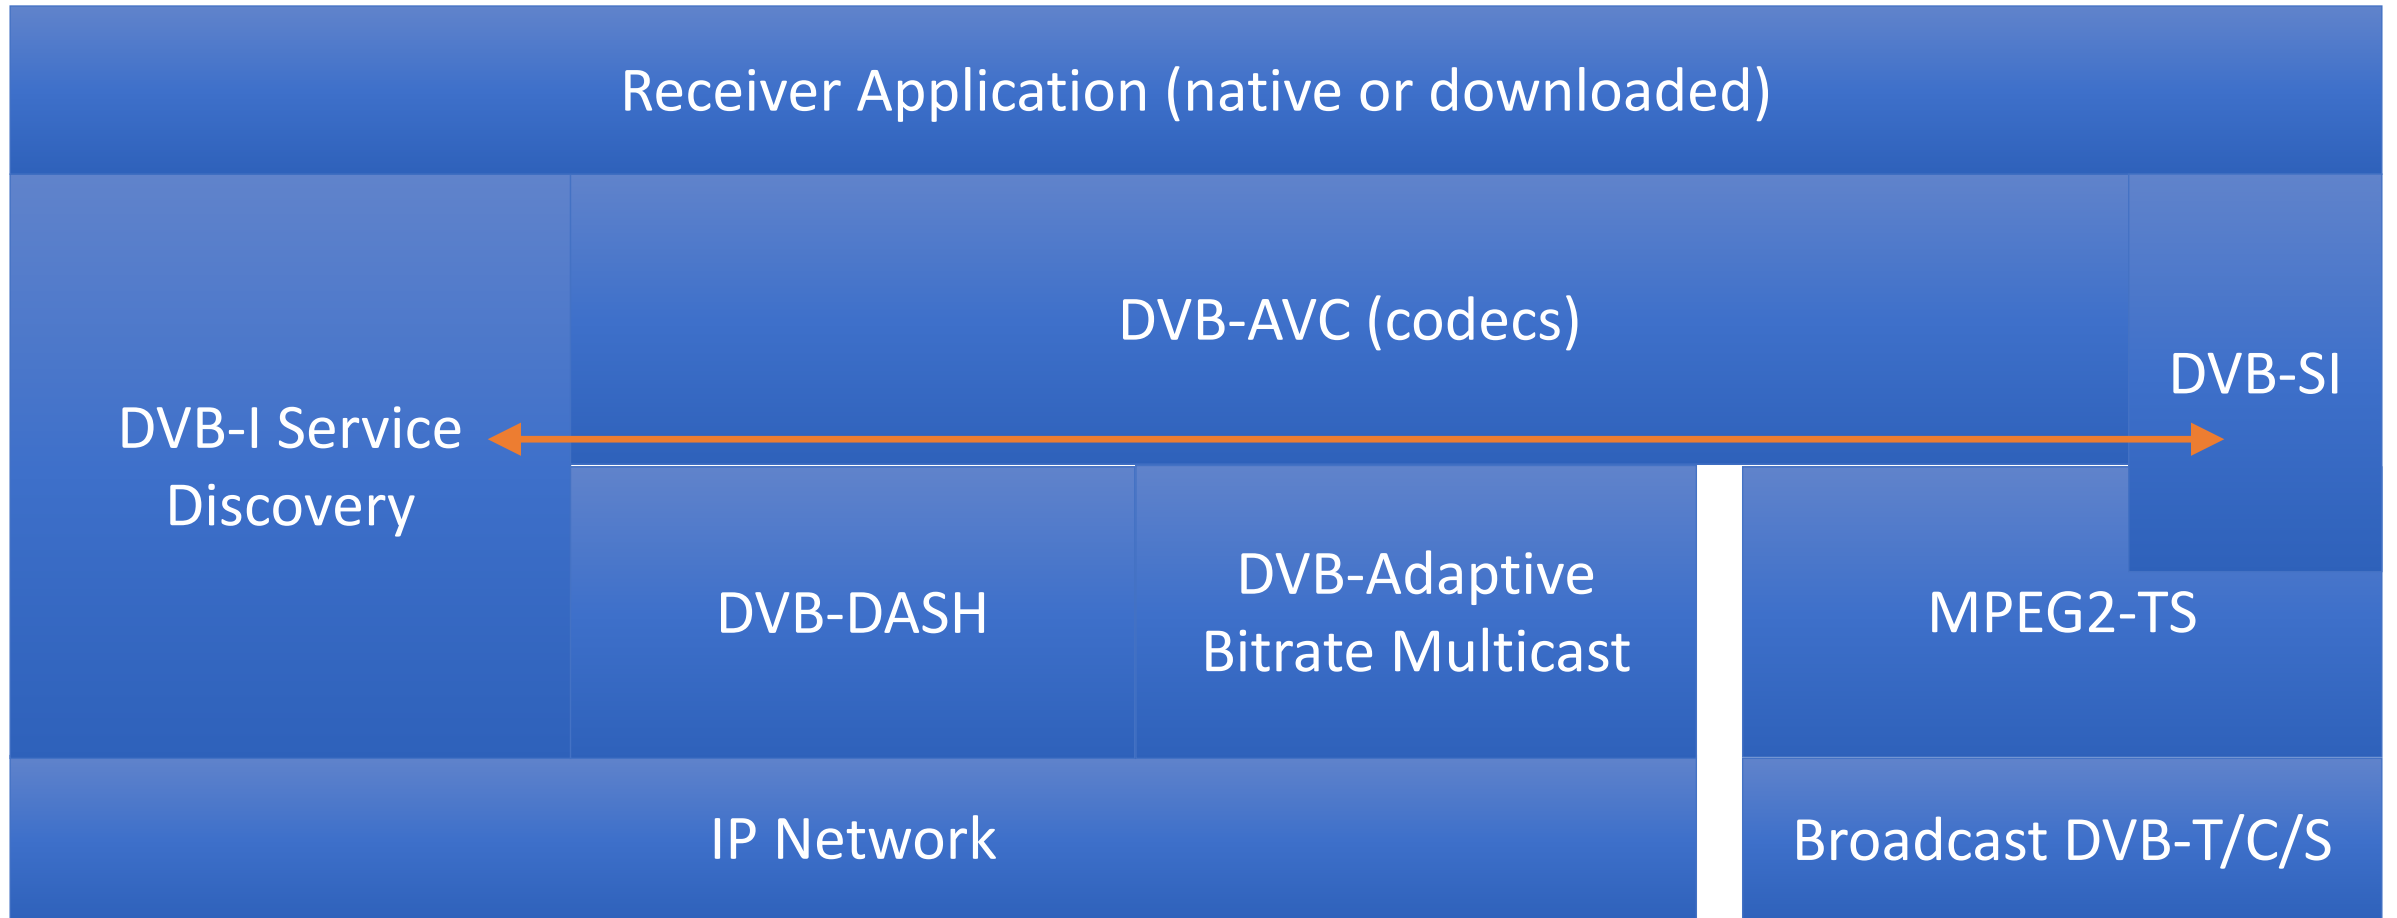 Receiver Application (native or downloaded)
DVB-AVC (codecs)
DVB-SI
DVB-I Service
Discovery
DVB-DASH
DVB-Adaptive
Bitrate Multicast
MPEG2-TS
IP Network
Broadcast DVB-T/C/S